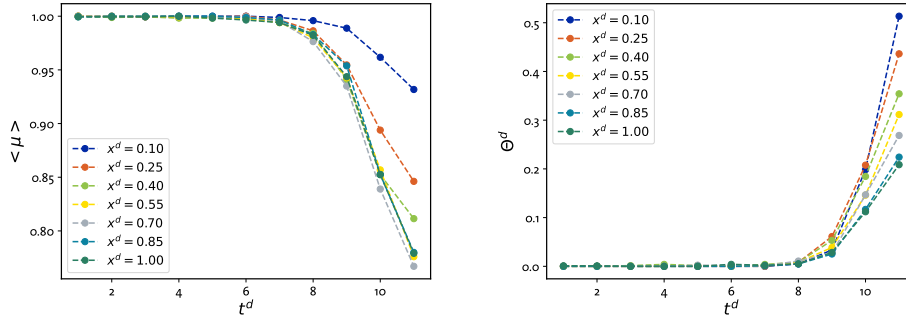 1.00
0.95
0.90
0.85
0.80
< μ >
x^d = 0.10
x^d = 0.25
x^d = 0.40
x^d = 0.55
x^d = 0.70
x^d = 0.85
x^d = 1.00
2 4 6 8 10
t^d
0.5
0.4
0.3
0.2
0.1
0.0
Θ^d
x^d = 0.10
x^d = 0.25
x^d = 0.40
x^d = 0.55
x^d = 0.70
x^d = 0.85
x^d = 1.00
2 4 6 8 10
t^d